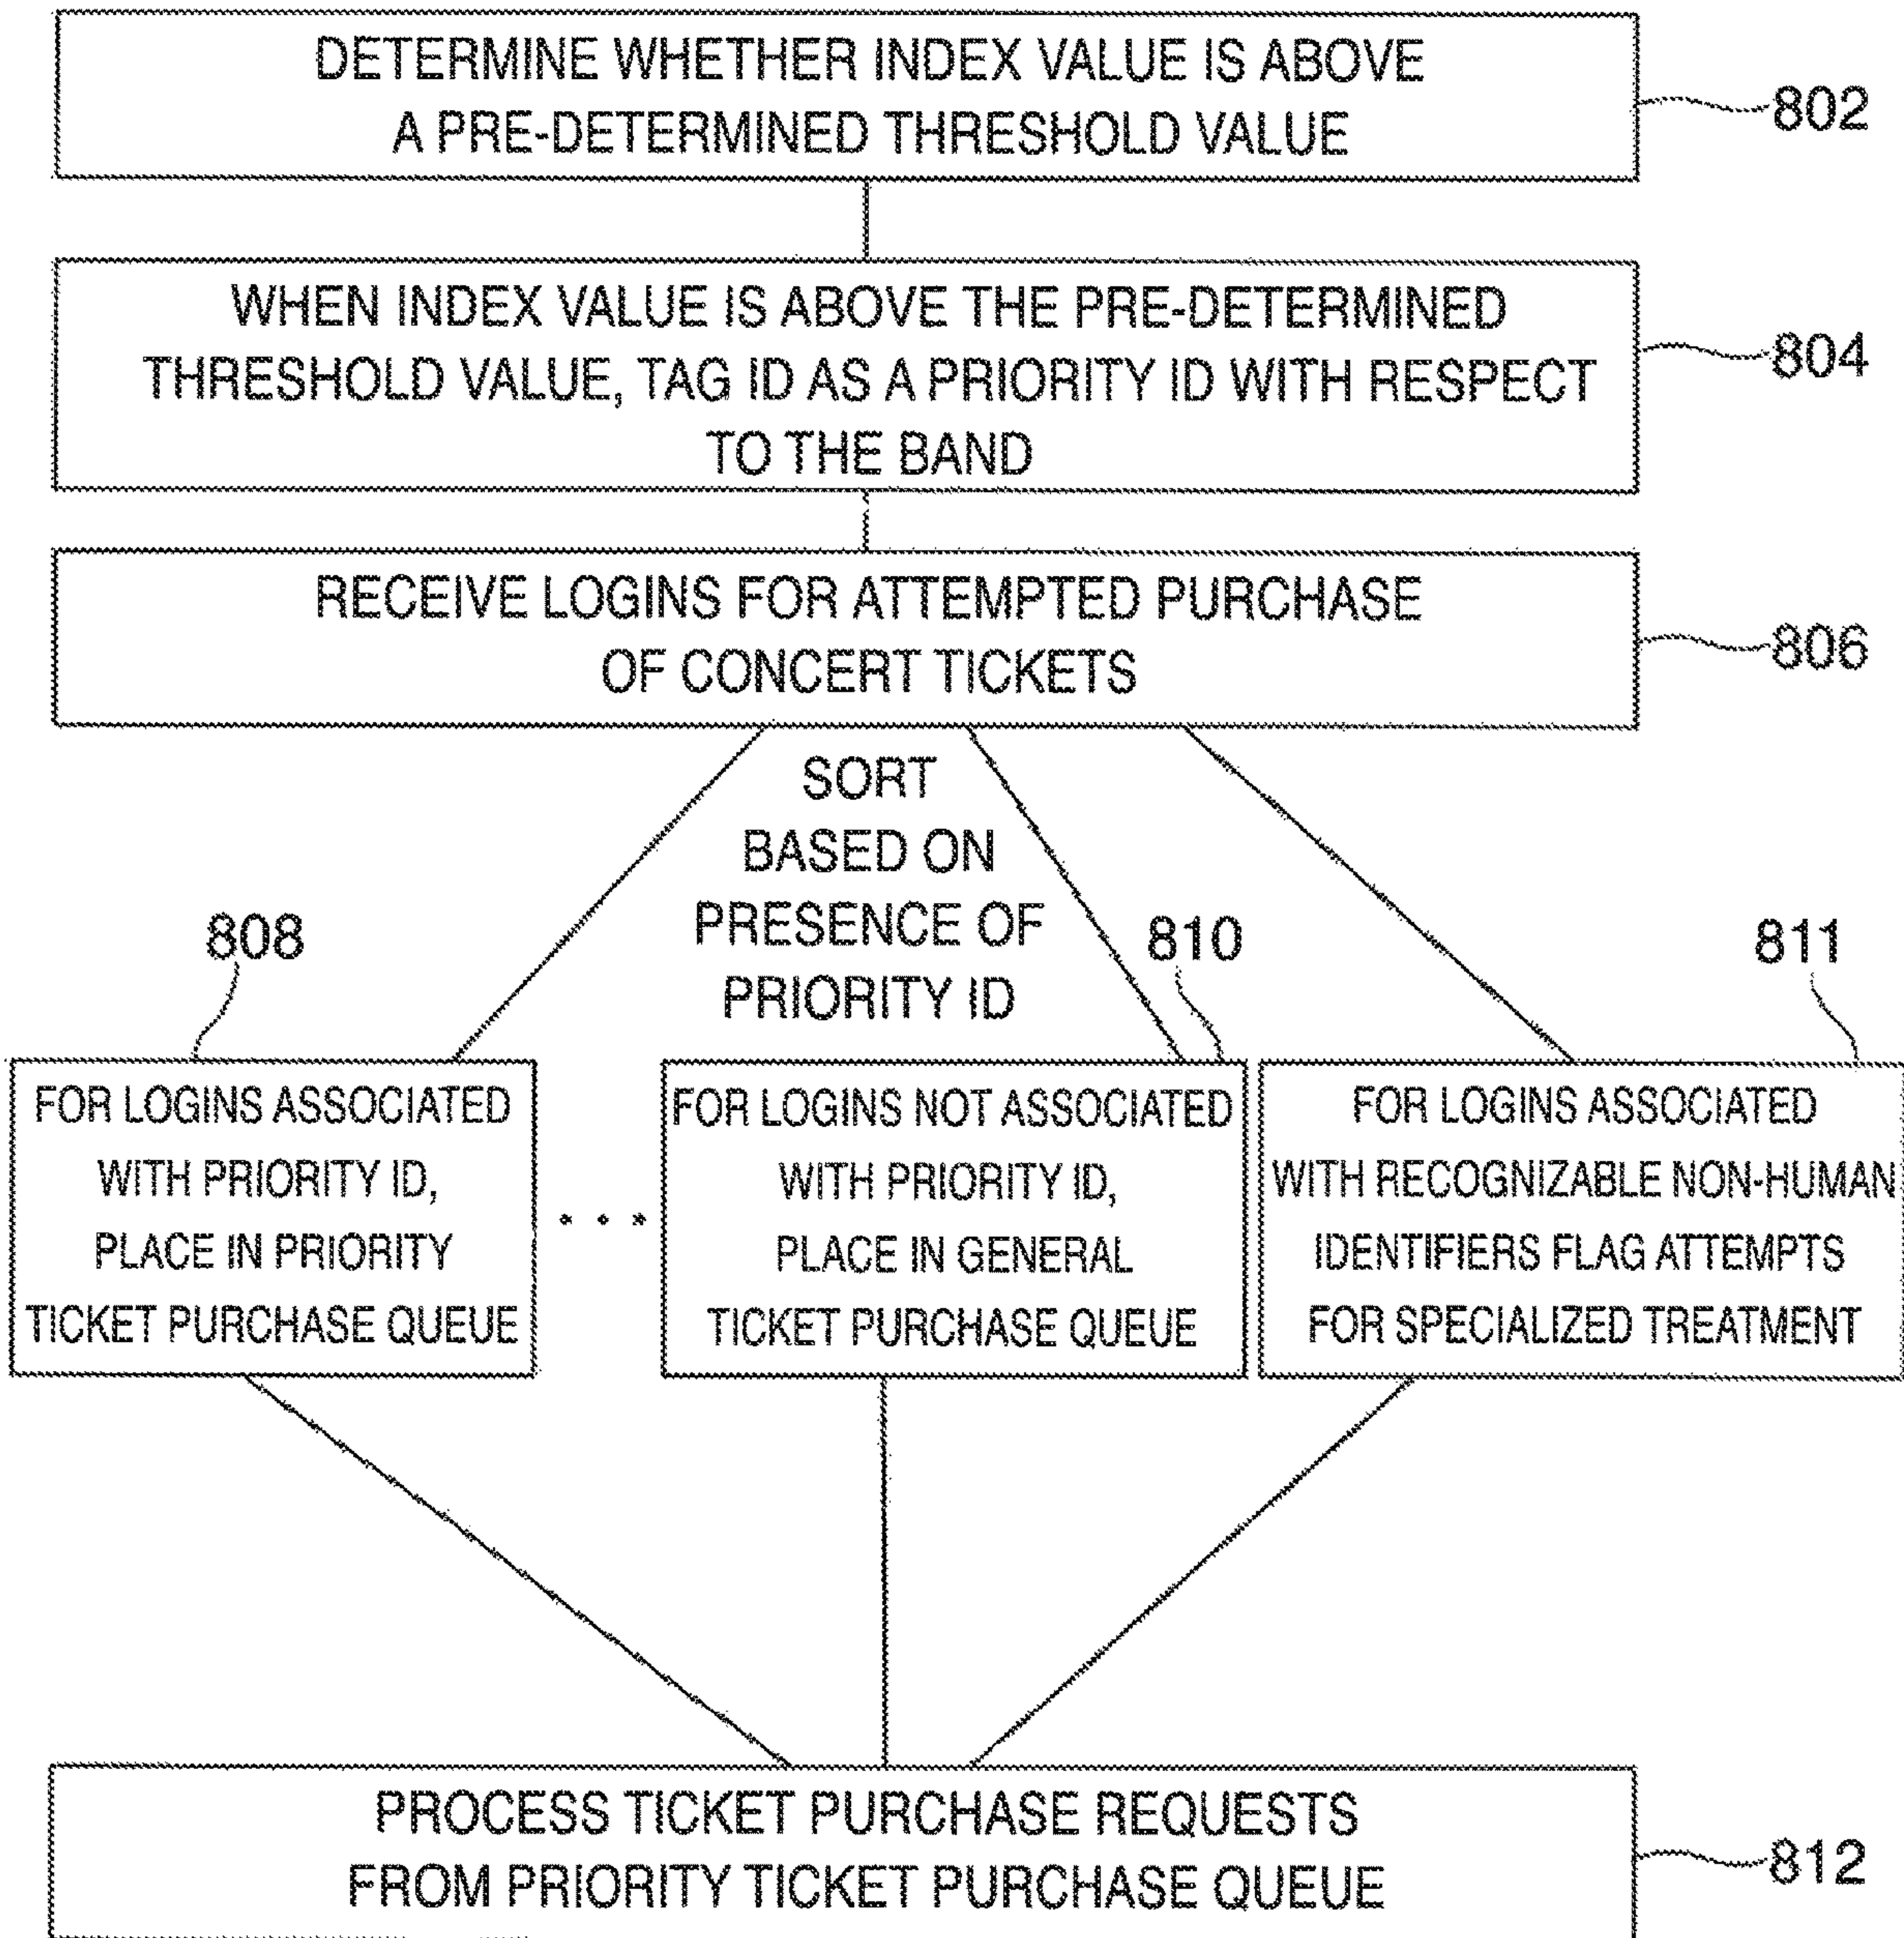 DETERMINE WHETHER INDEX VALUE IS ABOVE
A PRE-DETERMINED THRESHOLD VALUE
802
WHEN INDEX VALUE IS ABOVE THE PRE-DETERMINED
THRESHOLD VALUE, TAG ID AS A PRIORITY ID WITH RESPECT
TO THE BAND
804
RECEIVE LOGINS FOR ATTEMPTED PURCHASE
OF CONCERT TICKETS
806
SORT
BASED ON
PRESENCE OF
PRIORITY ID
808
FOR LOGINS ASSOCIATED
WITH PRIORITY ID,
PLACE IN PRIORITY
TICKET PURCHASE QUEUE
. . .
810
FOR LOGINS NOT ASSOCIATED
WITH PRIORITY ID,
PLACE IN GENERAL
TICKET PURCHASE QUEUE
811
FOR LOGINS ASSOCIATED
WITH RECOGNIZABLE NON-HUMAN
IDENTIFIERS FLAG ATTEMPTS
FOR SPECIALIZED TREATMENT
PROCESS TICKET PURCHASE REQUESTS
FROM PRIORITY TICKET PURCHASE QUEUE
812